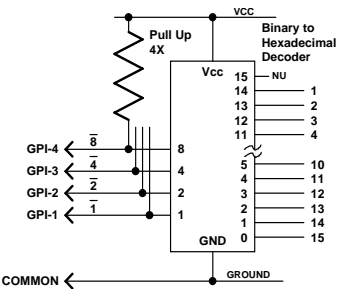 VCC
Pull Up
4X
Binary to
Hexadecimal
Decoder
Vcc
15 NU
14 1
13 2
12 3
11 4
GPI-4 8 8
GPI-3 4 4
GPI-2 2 2
GPI-1 1 1
5 10
4 11
3 12
2 13
1 14
0 15
GND
COMMON
GROUND